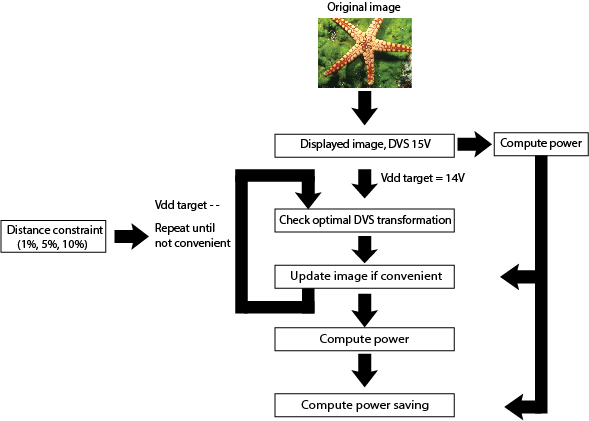 Original image
Displayed image, DVS 15V
Compute power
Vdd target = 14V
Vdd target - -
Check optimal DVS transformation
Repeat until
not convenient
Distance constraint
(1%, 5%, 10%)
Update image if convenient
Compute power
Compute power saving